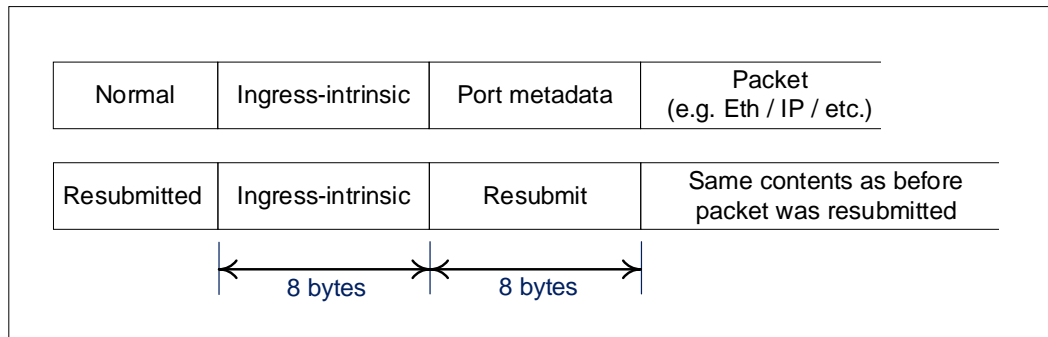 Normal
Ingress-intrinsic
Port metadata
Packet
(e.g. Eth / IP / etc.)
Resubmitted
Ingress-intrinsic
Resubmit
Same contents as before
packet was resubmitted
8 bytes
8 bytes